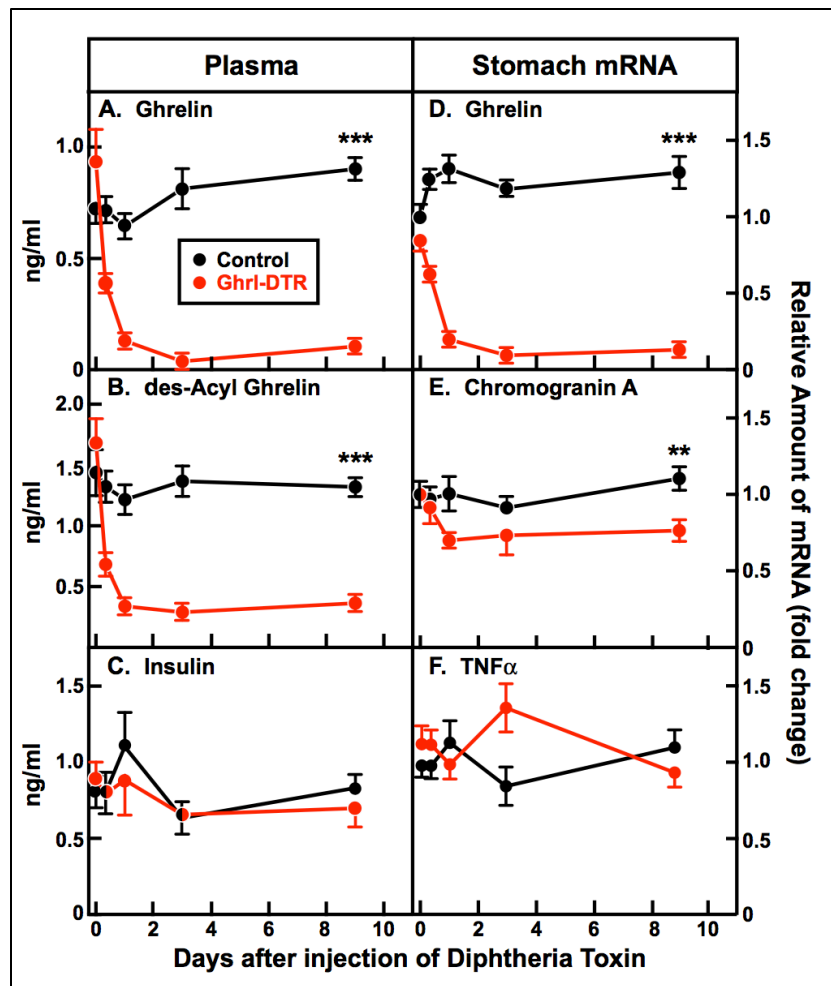 Plasma
Stomach mRNA
A. Ghrelin
D. Ghrelin
***
***
1.0
0.5
0
ng/ml
1.5
1.0
0.5
0
Control
Ghrl-DTR
B. des-Acyl Ghrelin
E. Chromogranin A
***
**
2.0
1.5
1.0
0.5
ng/ml
1.5
1.0
0.5
0
C. Insulin
F. TNFα
1.5
1.0
0.5
0
ng/ml
1.5
1.0
0.5
0
Relative Amount of mRNA (fold change)
0 2 4 6 8 10
0 2 4 6 8 10
Days after injection of Diphtheria Toxin